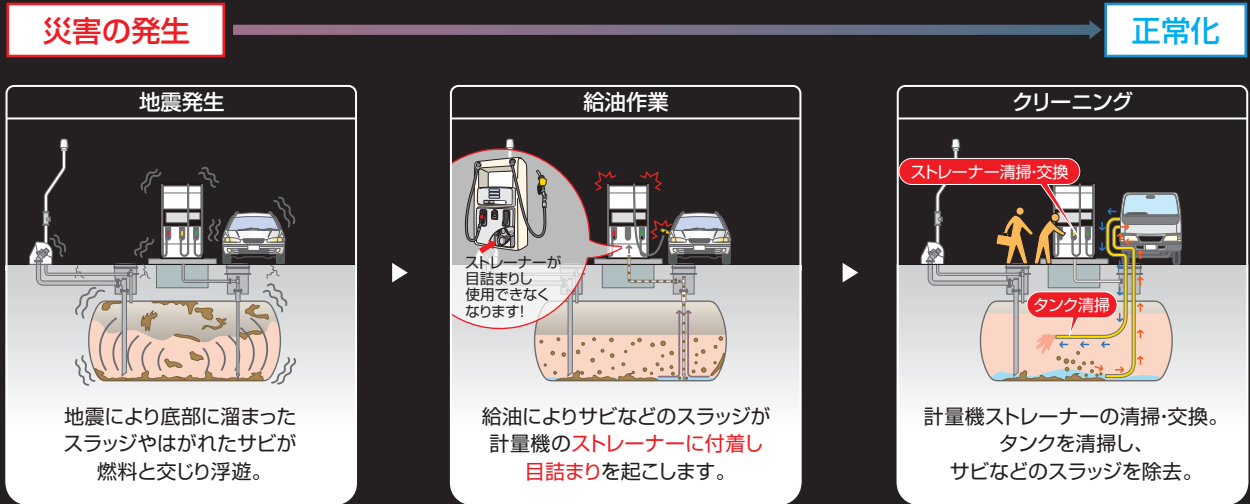 災害の発生
正常化
地震発生
地震により底部に溜まった
スラッジやはがれたサビが
燃料と交じり浮遊。
給油作業
ストレーナーが
目詰まりし
使用できなく
なります!
給油によりサビなどのスラッジが
計量機のストレーナーに付着し
目詰まりを起こします。
クリーニング
ストレーナー清掃・交換
タンク清掃
計量機ストレーナーの清掃・交換。
タンクを清掃し、
サビなどのスラッジを除去。